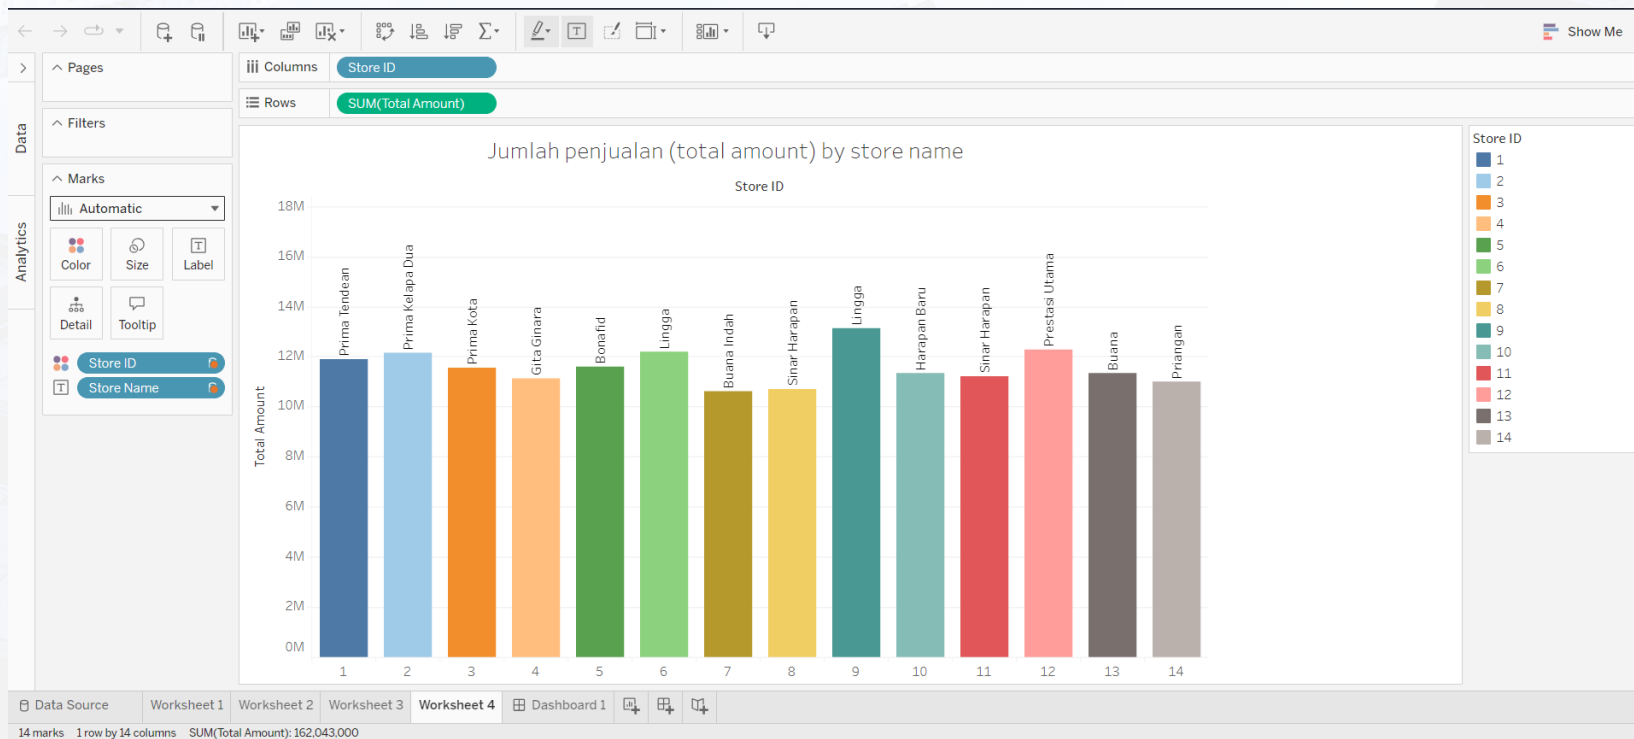 Show Me
Pages
Columns
Store ID
Rows
SUM(Total Amount)
Filters
Data
Analytics
Marks
Automatic
Color
Size
Label
Detail
Tooltip
Store ID
Store Name
Jumlah penjualan (total amount) by store name
Store ID
Total Amount
18M
16M
14M
12M
10M
8M
6M
4M
2M
0M
Prima Tendean
Prima Kelapa Dua
Prima Kota
Gita Ginara
Bonafid
Lingga
Buana Indah
Sinar Harapan
Lingga
Harapan Baru
Sinar Harapan
Prestasi Utama
Buana
Priangan
1 2 3 4 5 6 7 8 9 10 11 12 13 14
Store ID
1
2
3
4
5
6
7
8
9
10
11
12
13
14
Data Source
Worksheet 1
Worksheet 2
Worksheet 3
Worksheet 4
Dashboard 1
14 marks 1 row by 14 columns SUM(Total Amount): 162,043,000